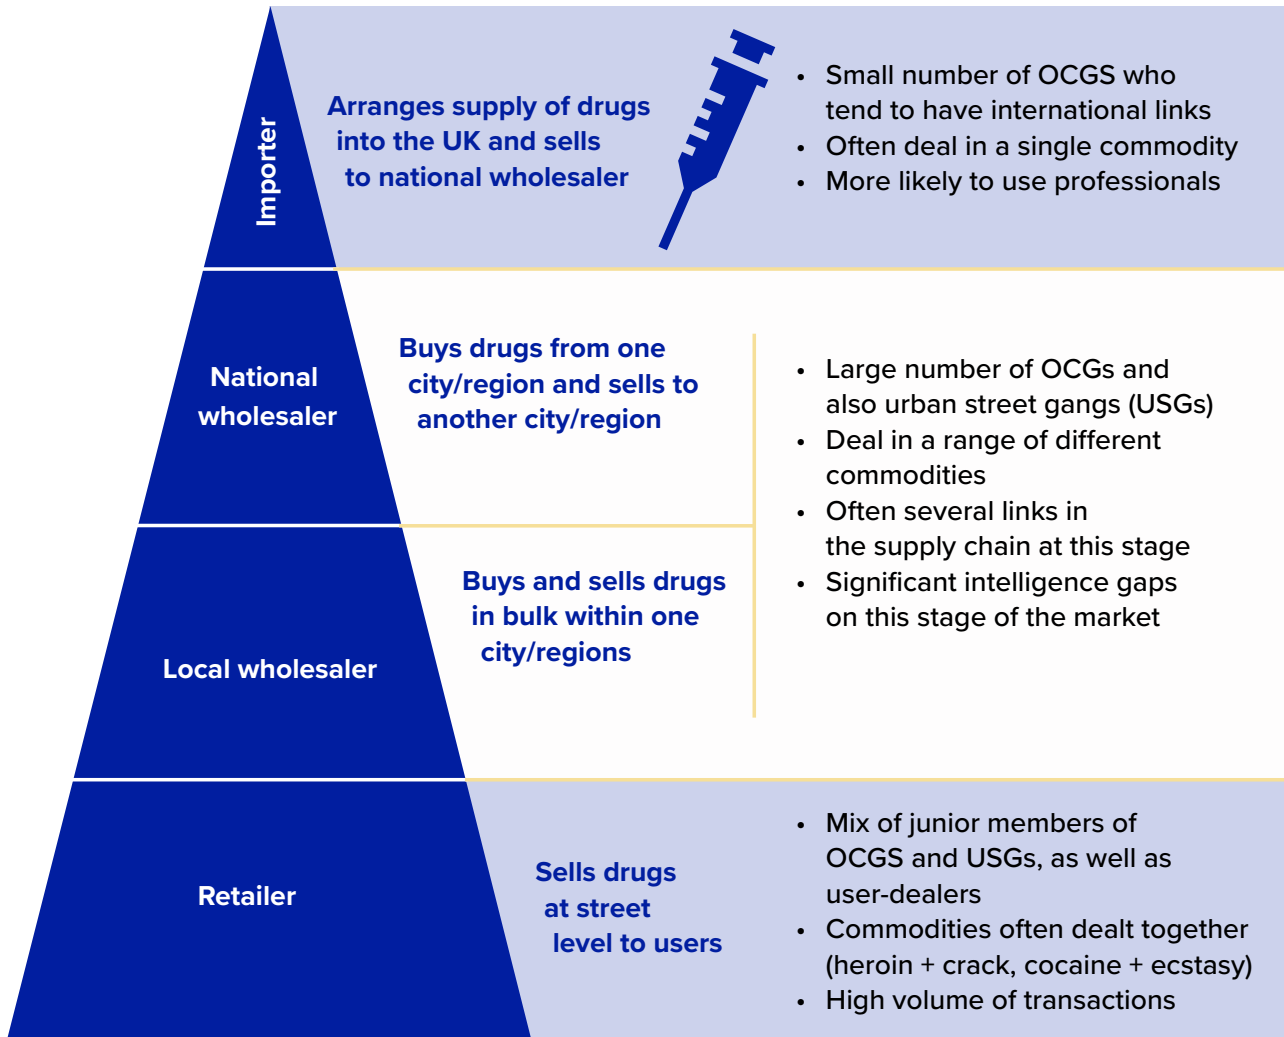 Importer
Arranges supply of drugs
into the UK and sells
to national wholesaler
• Small number of OCGS who
tend to have international links
• Often deal in a single commodity
• More likely to use professionals
National
wholesaler
Buys drugs from one
city/region and sells to
another city/region
• Large number of OCGs and
also urban street gangs (USGs)
• Deal in a range of different
commodities
• Often several links in
the supply chain at this stage
• Significant intelligence gaps
on this stage of the market
Local wholesaler
Buys and sells drugs
in bulk within one
city/regions
Retailer
Sells drugs
at street
level to users
• Mix of junior members of
OCGS and USGs, as well as
user-dealers
• Commodities often dealt together
(heroin + crack, cocaine + ecstasy)
• High volume of transactions